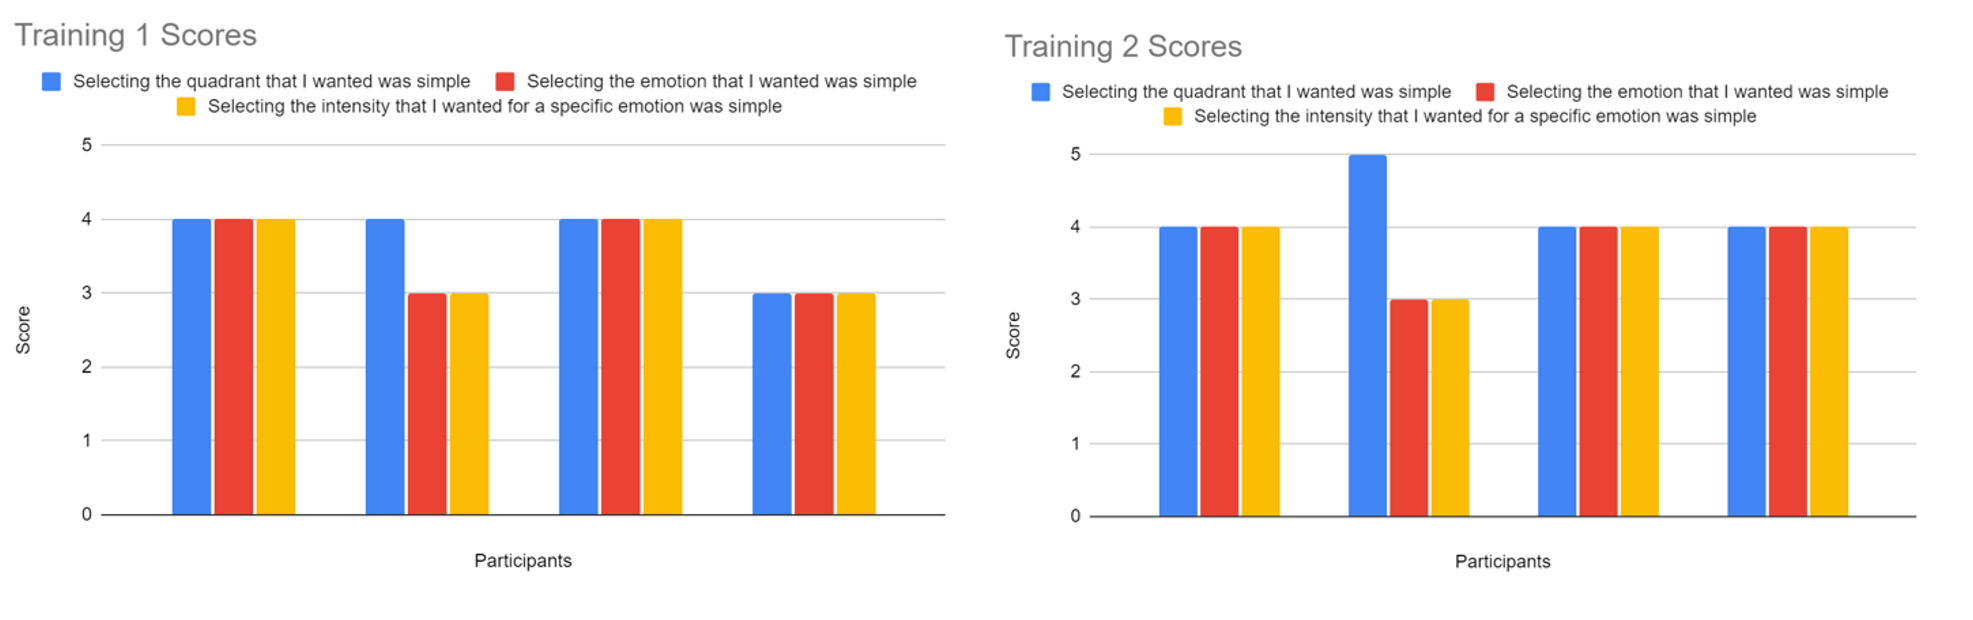 Training 1 Scores
Selecting the quadrant that I wanted was simple
Selecting the emotion that I wanted was simple
Selecting the intensity that I wanted for a specific emotion was simple
5
4
3
2
1
0
Score
Participants
Training 2 Scores
Selecting the quadrant that I wanted was simple
Selecting the emotion that I wanted was simple
Selecting the intensity that I wanted for a specific emotion was simple
5
4
3
2
1
0
Score
Participants